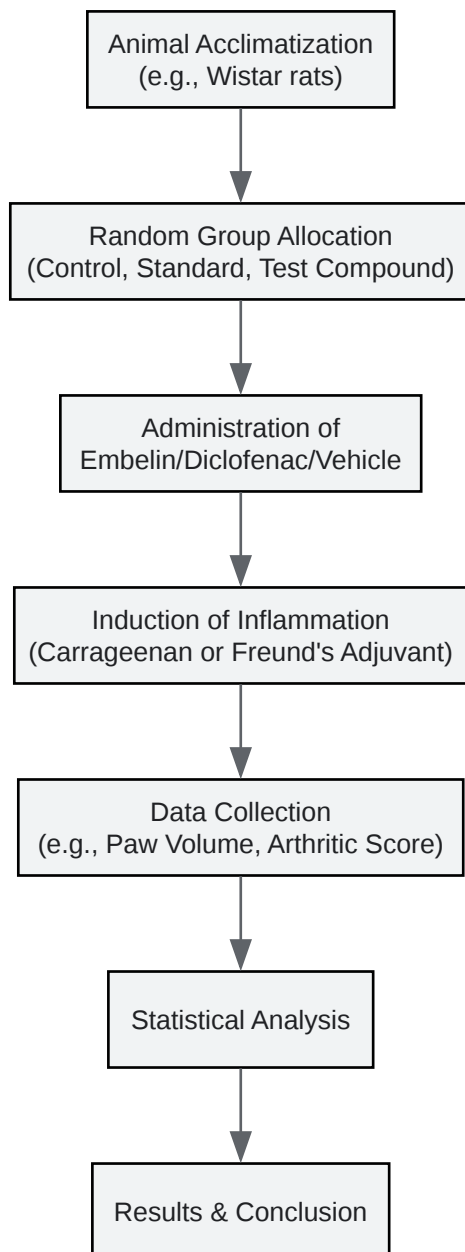 Animal Acclimatization
(e.g., Wistar rats)
Random Group Allocation
(Control, Standard, Test Compound)
Administration of
Embelin/Diclofenac/Vehicle
Induction of Inflammation
(Carrageenan or Freund's Adjuvant)
Data Collection
(e.g., Paw Volume, Arthritic Score)
Statistical Analysis
Results & Conclusion